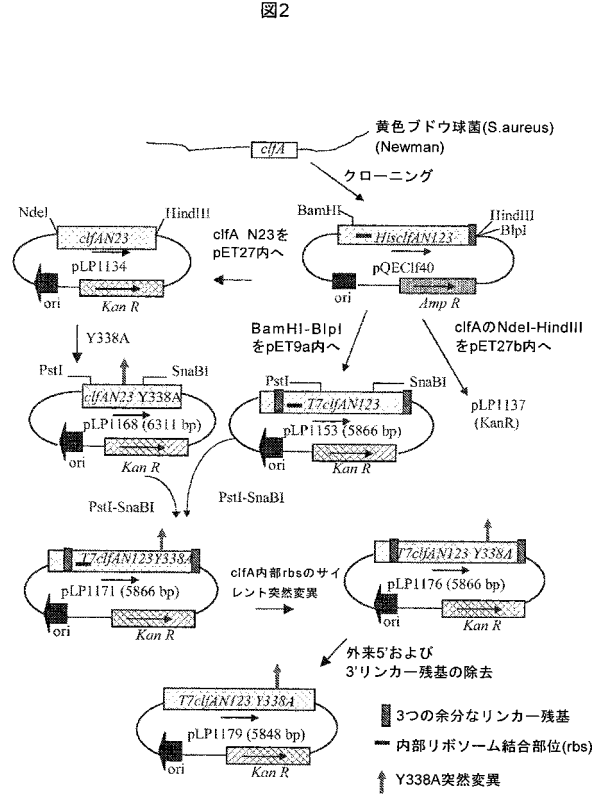 図2
黄色ブドウ球菌(S.aureus)
(Newman)
clfA
クローニング
NdeI
HindIII
clfAN23
pLP1134
ori
Kan R
clfA N23を
pET27内へ
BamHI
HindIII
BlpI
HisclfAN123
pQEClf40
ori
Amp R
Y338A
BamHI-BlpI
をpET9a内へ
clfAのNdeI-HindIII
をpET27b内へ
pLP1137
(KanR)
PstI
SnaBI
clfAN23 Y338A
pLP1168 (6311 bp)
ori
Kan R
PstI
SnaBI
T7clfAN123
pLP1153 (5866 bp)
ori
Kan R
PstI-SnaBI
PstI-SnaBI
T7clfAN123Y338A
pLP1171 (5866 bp)
ori
Kan R
clfA内部rbsのサイ
レント突然変異
T7clfAN123 Y338A
pLP1176 (5866 bp)
ori
Kan R
外来5'および
3'リンカー残基の除去
T7clfAN123 Y338A
pLP1179 (5848 bp)
ori
Kan R
3つの余分なリンカー残基
内部リボソーム結合部位(rbs)
Y338A突然変異